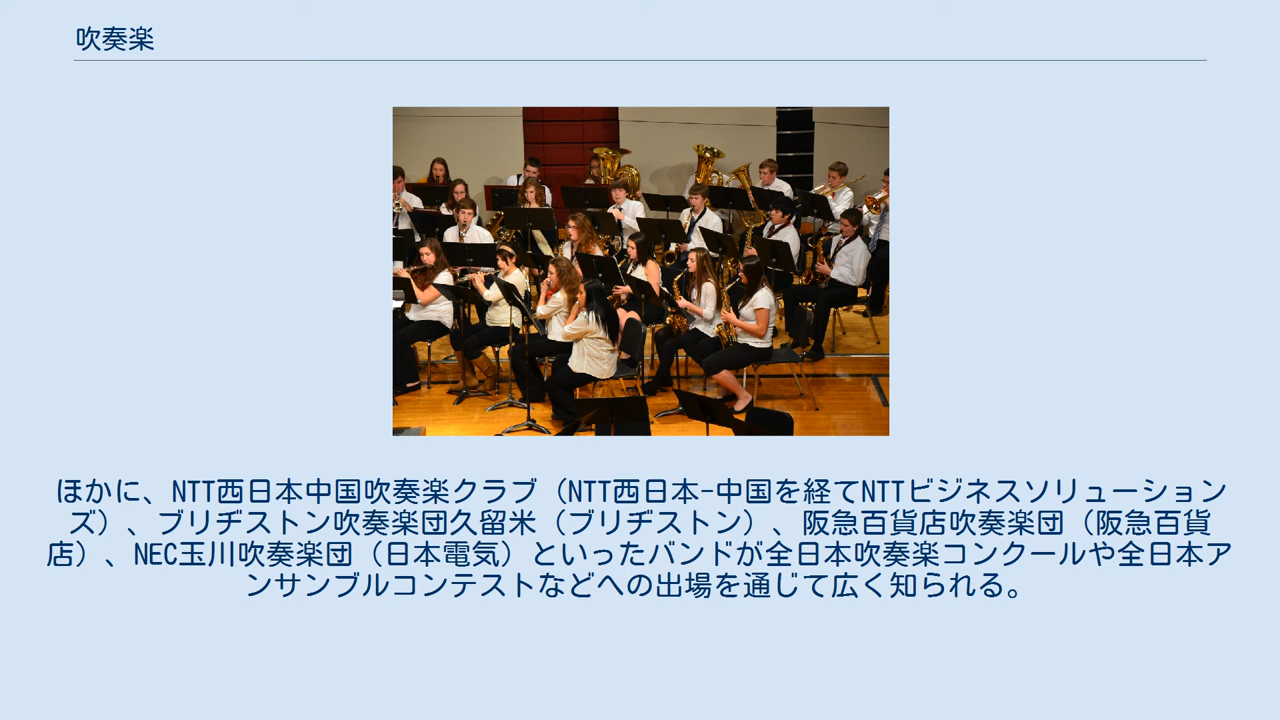 吹奏楽
ほかに、NTT西日本中国吹奏楽クラブ（NTT西日本-中国を経てNTTビジネスソリューション
ズ）、ブリヂストン吹奏楽団久留米（ブリヂストン）、阪急百貨店吹奏楽団（阪急百貨
店）、NEC玉川吹奏楽団（日本電気）といったバンドが全日本吹奏楽コンクールや全日本ア
ンサンブルコンテストなどへの出場を通じて広く知られる。